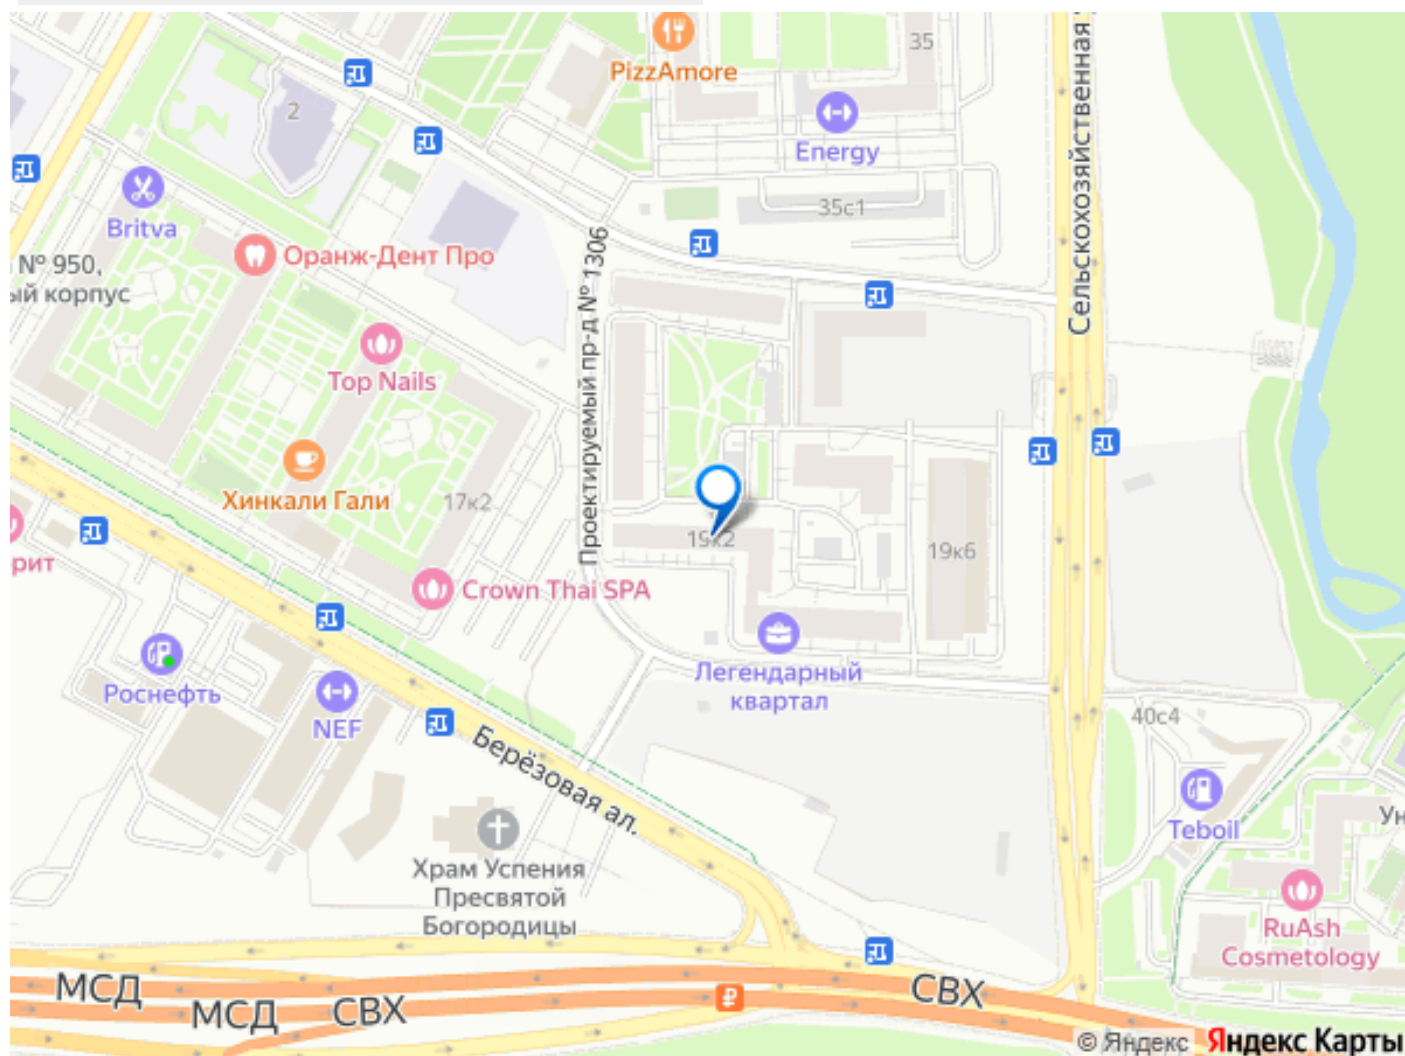 PizzAmore
35
2
Energy
Сельскохозяйственная
Britva
35с1
Оранж-Дент Про
№ 950,
ый корпус
Проектируемый пр-д № 1306
Top Nails
Хинкали Гали
17к2
19к2
19к6
рит
Crown Thai SPA
Роснефть
NEF
Легендарный
квартал
40с4
Берёзовая ал.
Teboil
Ун
Храм Успения
Пресвятой
Богородицы
RuAsh
Cosmetology
МСД
МСД
СВХ
СВХ
₽
© Яндекс Яндекс Карты